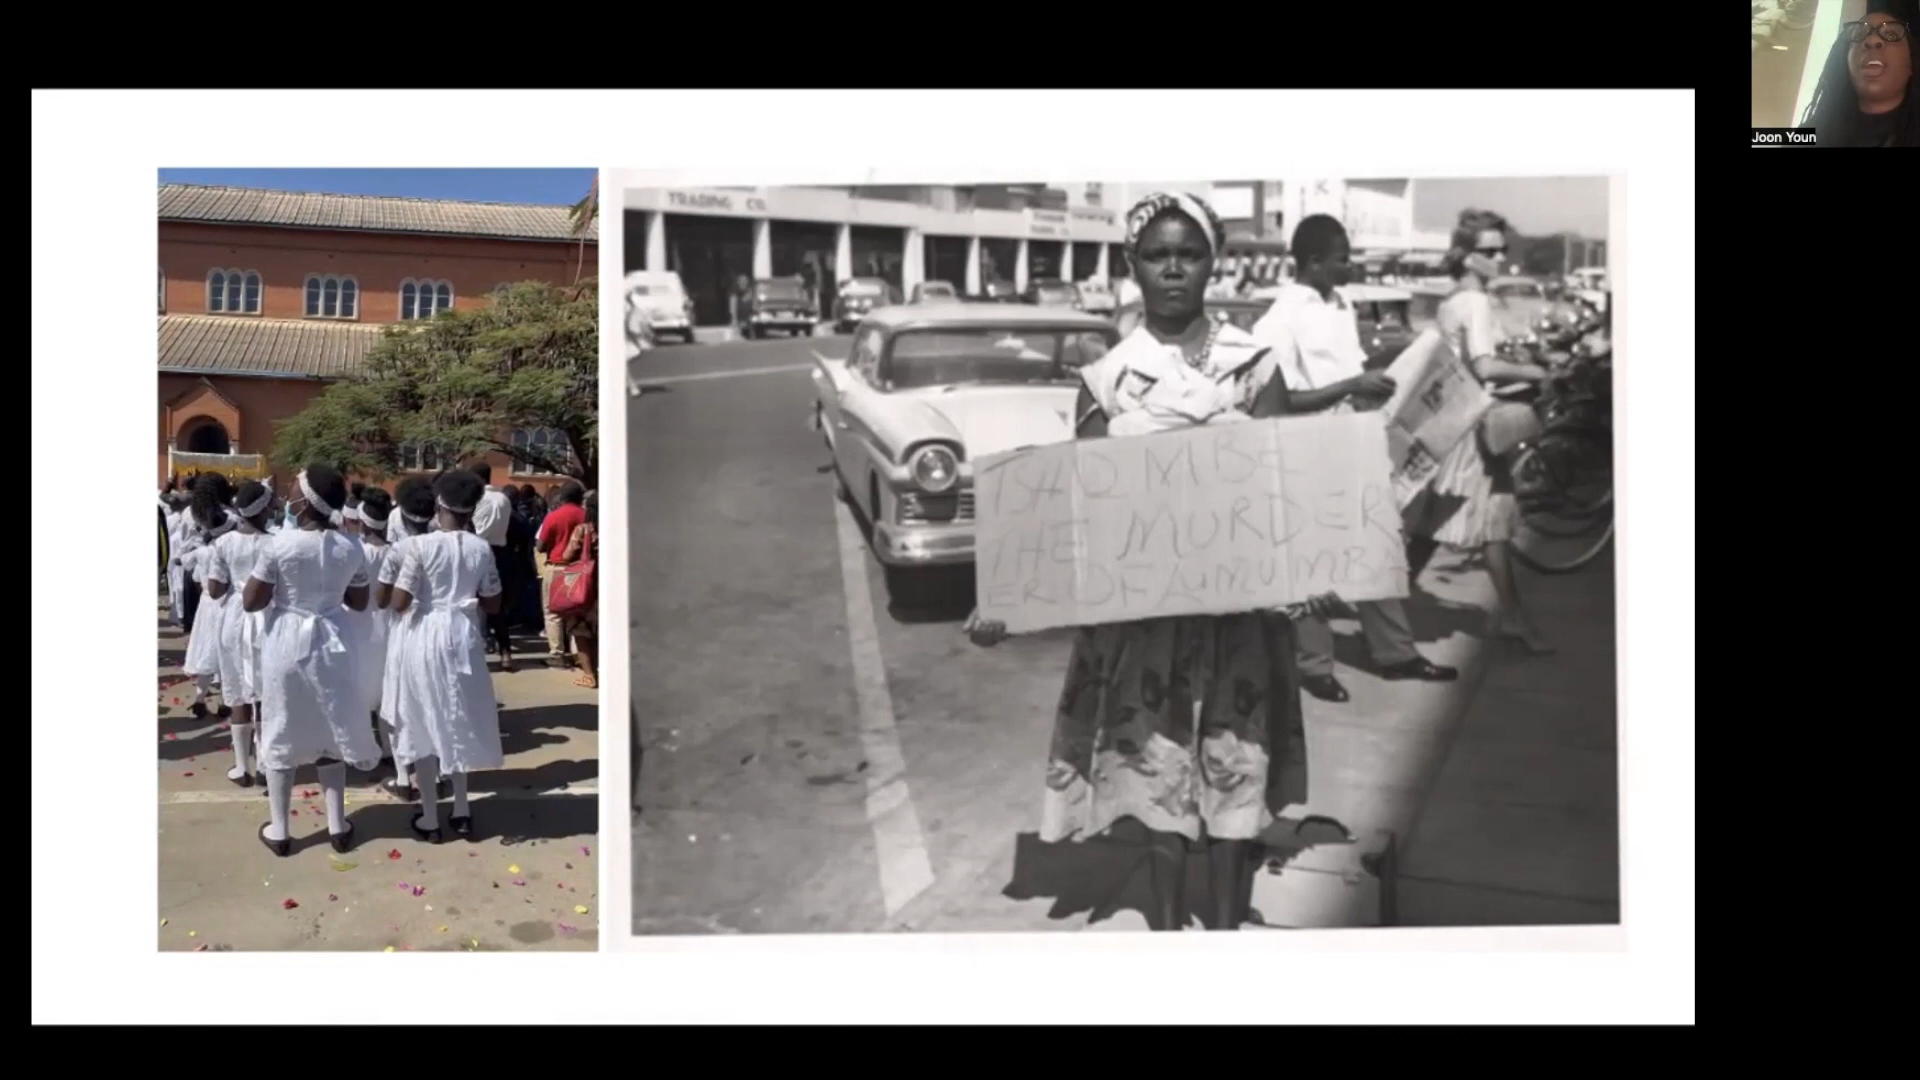 Joon Youn
TRADING CO.
K
TSHOMBE
THE MURDER
ER OF LUMUMBA